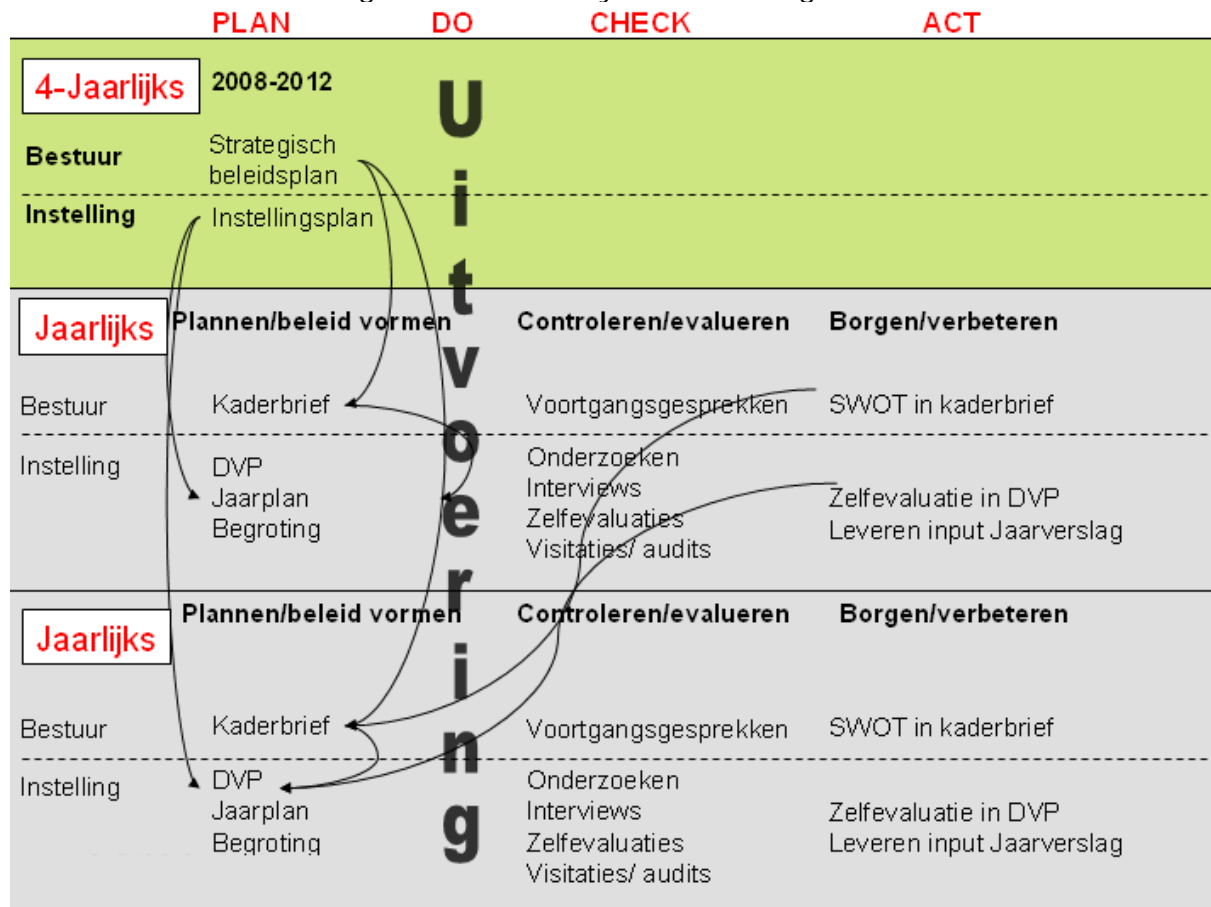 PLAN DO CHECK ACT
4-Jaarlijks 2008-2012
Bestuur Strategisch
beleidsplan
Instelling Instellingsplan
Uitvoering
Jaarlijks Plannen/beleid vormen Controleren/evalueren Borgen/verbeteren
Bestuur Kaderbrief Voortgangsgesprekken SWOT in kaderbrief
Instelling DVP Onderzoeken
Jaarplan Interviews Zelfevaluatie in DVP
Begroting Zelfevaluaties Leveren input Jaarverslag
Visitaties/ audits
Jaarlijks Plannen/beleid vormen Controleren/evalueren Borgen/verbeteren
Bestuur Kaderbrief Voortgangsgesprekken SWOT in kaderbrief
Instelling DVP Onderzoeken
Jaarplan Interviews Zelfevaluatie in DVP
Begroting Zelfevaluaties Leveren input Jaarverslag
Visitaties/ audits